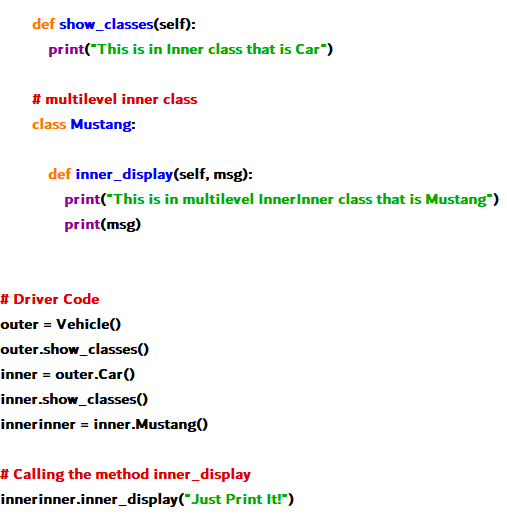 def show_classes(self):
print("This is in Inner class that is Car")
# multilevel inner class
class Mustang:
def inner_display(self, msg):
print("This is in multilevel InnerInner class that is Mustang")
print(msg)
# Driver Code
outer = Vehicle()
outer.show_classes()
inner = outer.Car()
inner.show_classes()
innerinner = inner.Mustang()
# Calling the method inner_display
innerinner.inner_display("Just Print It!")